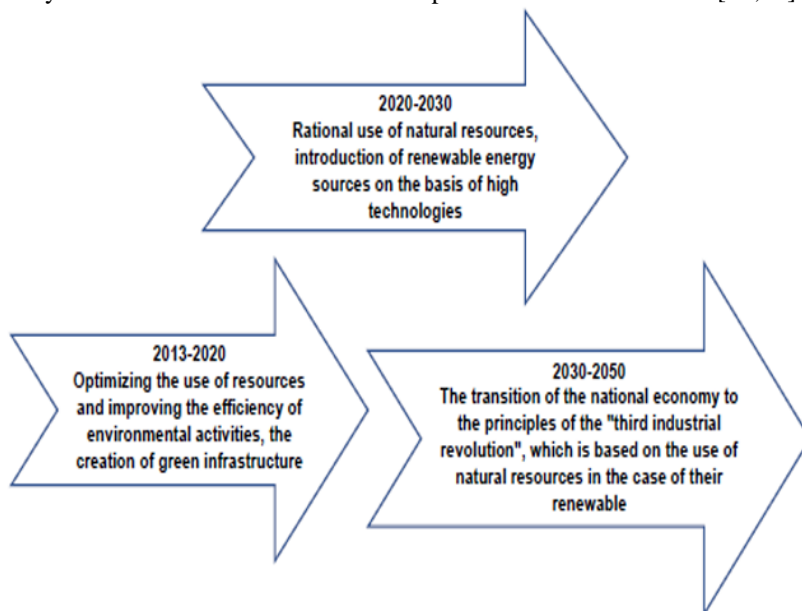 2020-2030
Rational use of natural resources,
introduction of renewable energy
sources on the basis of high
technologies
2013-2020
Optimizing the use of resources
and improving the efficiency of
environmental activities, the
creation of green infrastructure
2030-2050
The transition of the national economy to
the principles of the "third industrial
revolution", which is based on the use of
natural resources in the case of their
renewable